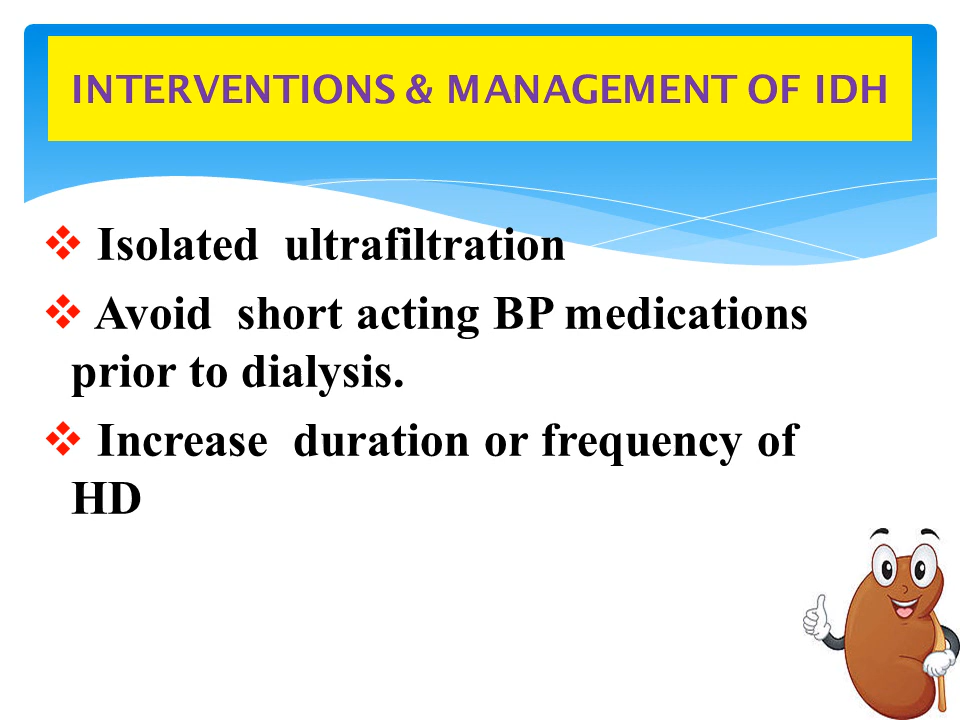 INTERVENTIONS & MANAGEMENT OF IDH
❖ Isolated ultrafiltration
❖ Avoid short acting BP medications
prior to dialysis.
❖ Increase duration or frequency of
HD